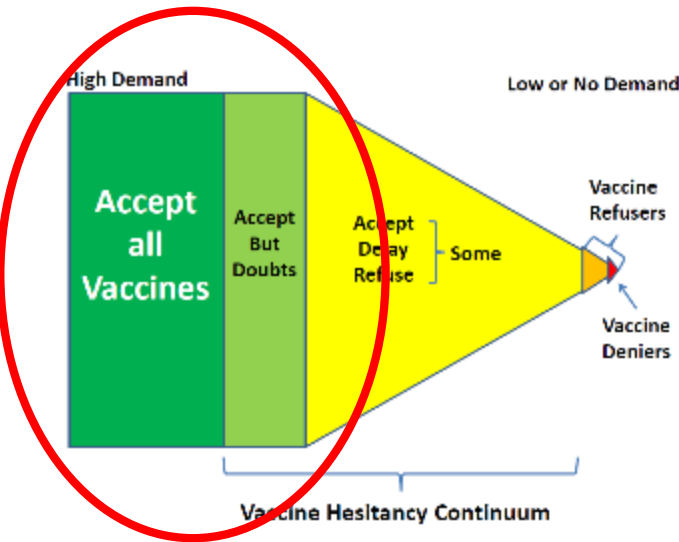 High Demand
Low or No Demand
Accept
all
Vaccines
Accept
But
Doubts
Accept
Delay
Refuse
Some
Vaccine
Refusers
Vaccine
Deniers
Vaccine Hesitancy Continuum